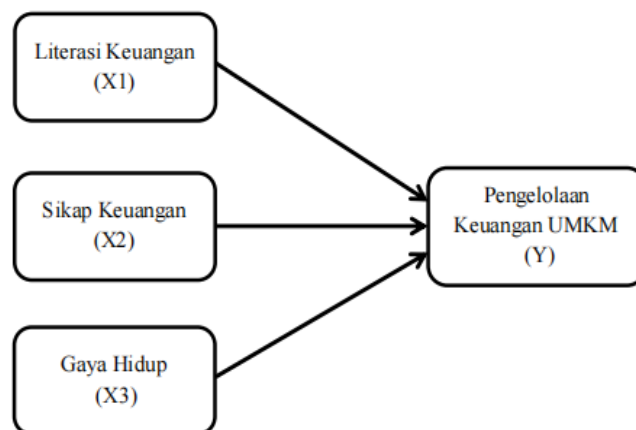 Literasi Keuangan
(X1)
Sikap Keuangan
(X2)
Gaya Hidup
(X3)
Pengelolaan
Keuangan UMKM
(Y)